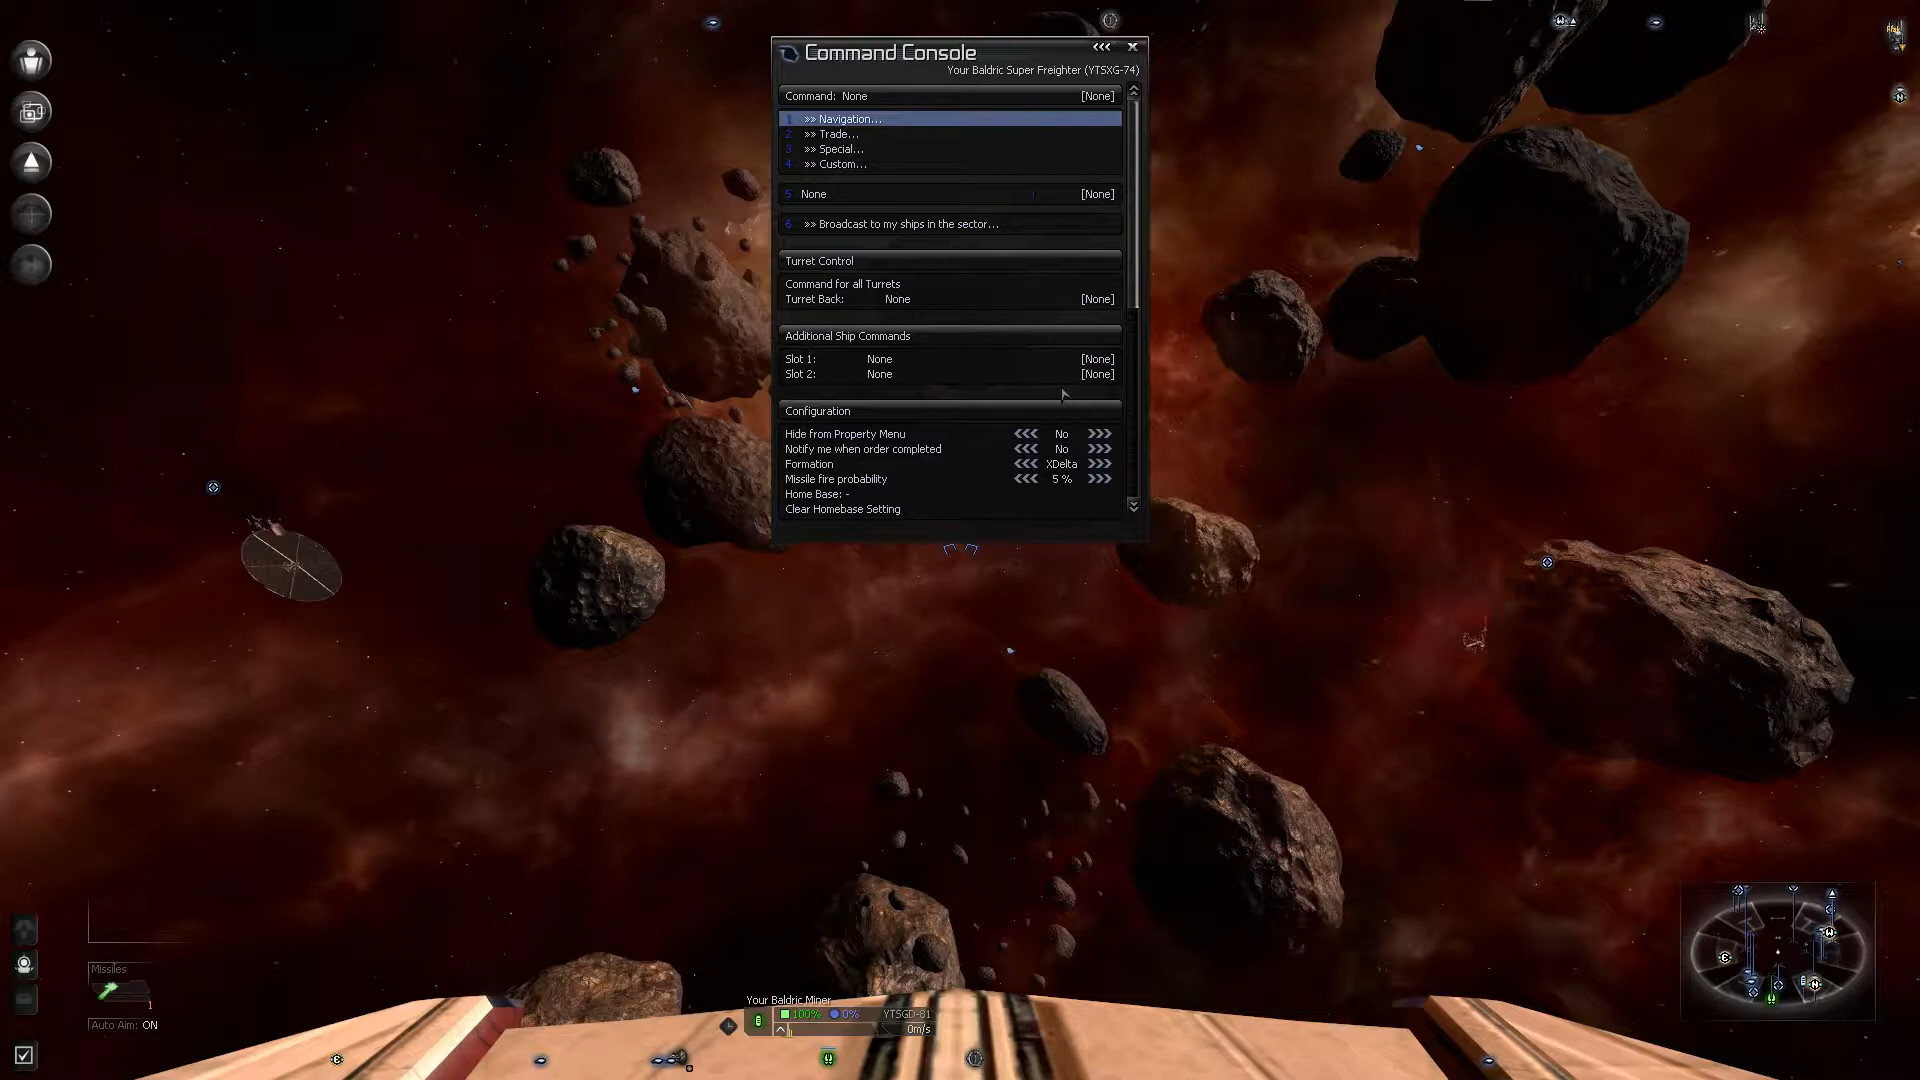 Command Console
Your Baldric Super Freighter (YTSXG-74)
Command: None [None]
1 »» Navigation...
2 »» Trade...
3 »» Special...
4 »» Custom...
5 None [None]
6 »» Broadcast to my ships in the sector...
Turret Control
Command for all Turrets
Turret Back: None [None]
Additional Ship Commands
Slot 1: None [None]
Slot 2: None [None]
Configuration
Hide from Property Menu No
Notify me when order completed No
Formation XDelta
Missile fire probability 5 %
Home Base: -
Clear Homebase Setting
Missiles
1
Auto Aim: ON
Your Baldric Miner
100% 0% YTSGD-81
0m/s